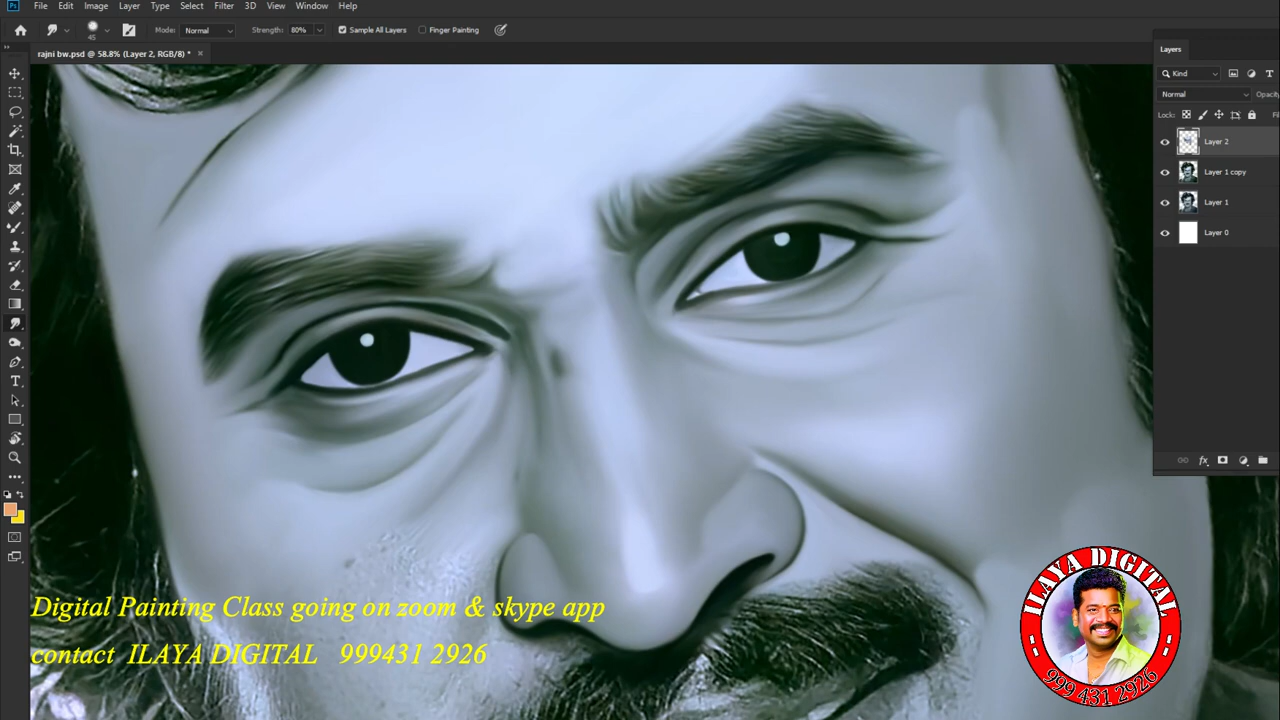 File Edit Image Layer Type Select Filter 3D View Window Help
45 Mode: Normal Strength: 80% Sample All Layers Finger Painting
rajni bw.psd @ 58.8% (Layer 2, RGB/8) * ×
Layers
Kind
Normal Opacity
Lock:
Layer 2
Layer 1 copy
Layer 1
Layer 0
fx
Digital Painting Class going on zoom & skype app
contact ILAYA DIGITAL 999431 2926
ILAYA DIGITAL
999 431 2926